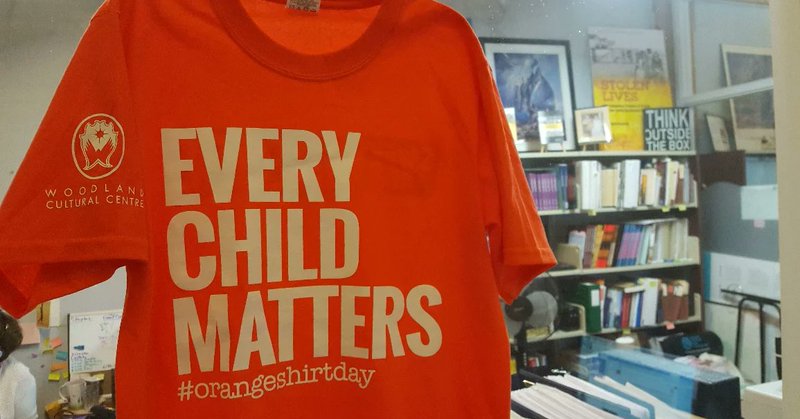 WOODLAND
CULTURAL CENTRE
EVERY
CHILD
MATTERS
#orangeshirtday
STOLEN
LIVES
THINK
OUTSIDE
THE BOX